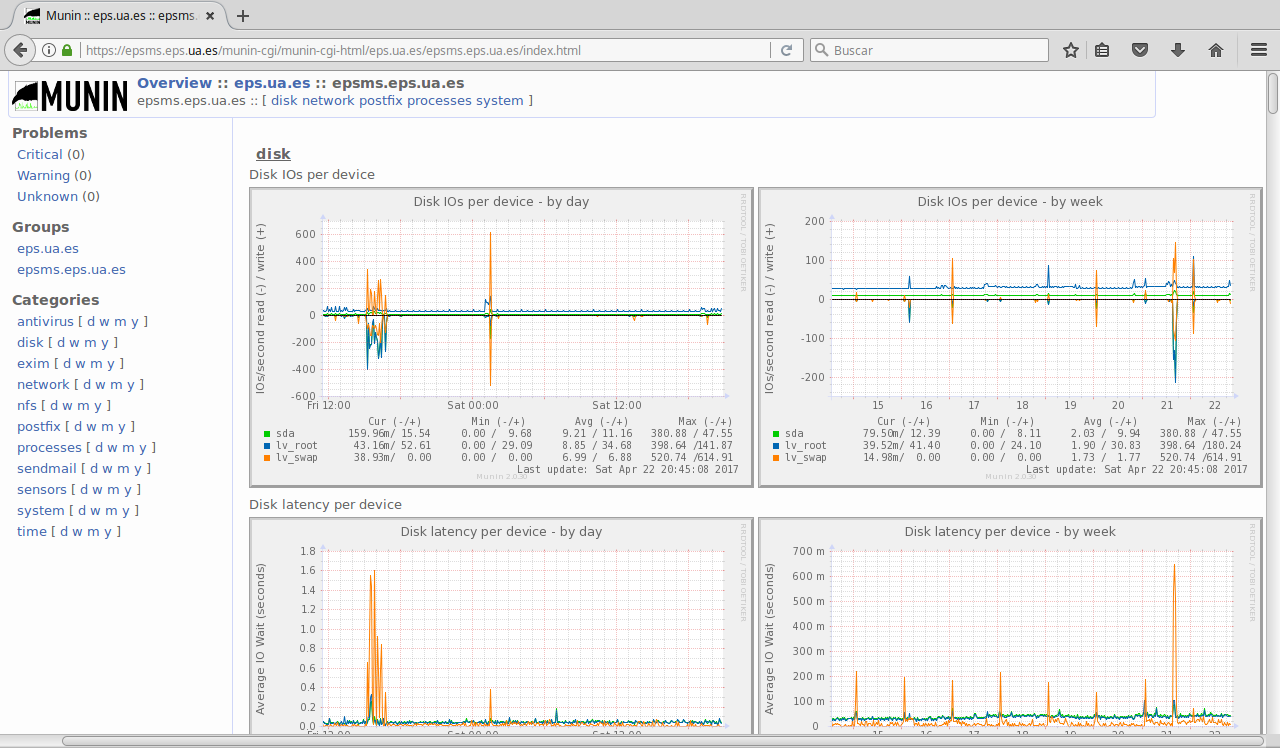 Munin :: eps.ua.es :: epsms.
https://epsms.eps.ua.es/munin-cgi/munin-cgi-html/eps.ua.es/epsms.eps.ua.es/index.html
Buscar
MUNIN
Overview :: eps.ua.es :: epsms.eps.ua.es
epsms.eps.ua.es :: [ disk network postfix processes system ]
Problems
Critical (0)
Warning (0)
Unknown (0)
Groups
eps.ua.es
epsms.eps.ua.es
Categories
antivirus [ d w m y ]
disk [ d w m y ]
exim [ d w m y ]
network [ d w m y ]
nfs [ d w m y ]
postfix [ d w m y ]
processes [ d w m y ]
sendmail [ d w m y ]
sensors [ d w m y ]
system [ d w m y ]
time [ d w m y ]
disk
Disk IOs per device
Disk IOs per device - by day
RRDTOOL / TOBI OETIKER
IOs/second read (-) / write (+)
600
400
200
0
-200
-400
-600
Fri 12:00 Sat 00:00 Sat 12:00
Cur (-/+) Min (-/+) Avg (-/+) Max (-/+)
sda 159.96m/ 15.54 0.00 / 9.68 9.21 / 11.16 380.88 / 47.55
lv_root 43.16m/ 52.61 0.00 / 29.09 8.85 / 34.68 398.64 /141.87
lv_swap 38.93m/ 0.00 0.00 / 0.00 6.99 / 6.88 520.74 /614.91
Last update: Sat Apr 22 20:45:08 2017
Munin 2.0.30
Disk IOs per device - by week
RRDTOOL / TOBI OETIKER
IOs/second read (-) / write (+)
200
100
0
-100
-200
15 16 17 18 19 20 21 22
Cur (-/+) Min (-/+) Avg (-/+) Max (-/+)
sda 79.50m/ 12.39 0.00 / 8.11 2.03 / 9.94 380.88 / 47.55
lv_root 39.52m/ 41.40 0.00 / 24.10 1.90 / 30.83 398.64 /180.24
lv_swap 14.98m/ 0.00 0.00 / 0.00 1.73 / 1.77 520.74 /614.91
Last update: Sat Apr 22 20:45:08 2017
Munin 2.0.30
Disk latency per device
Disk latency per device - by day
RRDTOOL / TOBI OETIKER
Average IO Wait (seconds)
1.8
1.6
1.4
1.2
1.0
0.8
0.6
0.4
0.2
0.0
Fri 12:00 Sat 00:00 Sat 12:00
Disk latency per device - by week
RRDTOOL / TOBI OETIKER
Average IO Wait (seconds)
700 m
600 m
500 m
400 m
300 m
200 m
100 m
0
15 16 17 18 19 20 21 22